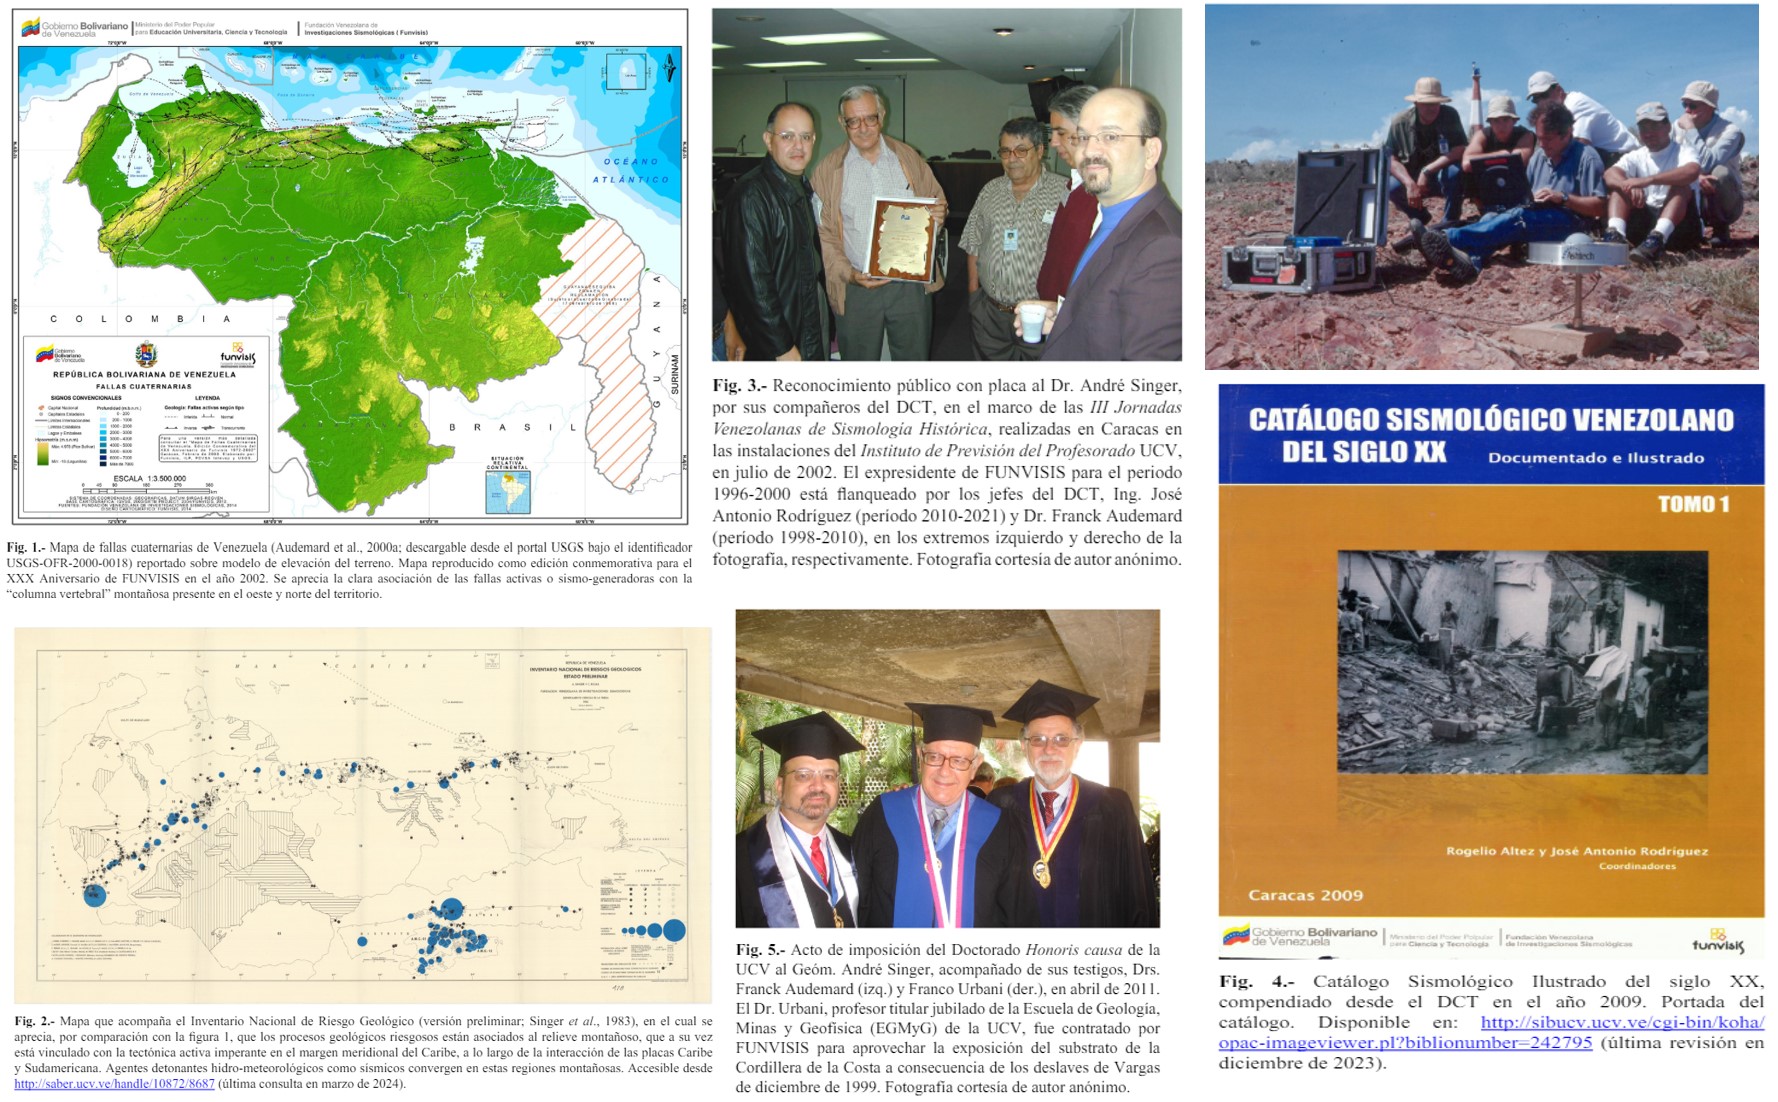 Gobierno Bolivariano
de Venezuela
Ministerio del Poder Popular
para Educación Universitaria, Ciencia y Tecnología
Fundación Venezolana de
Investigaciones Sismológicas ( Funvisis)
OCÉANO
ATLÁNTICO
COLOMBIA
BRASIL
GUYANA
SURINAM
Gobierno
Bolivariano
de Venezuela
funvisis
REPÚBLICA BOLIVARIANA DE VENEZUELA
FALLAS CUATERNARIAS
SIGNOS CONVENCIONALES
LEYENDA
Geología: Fallas activas según tipo
SITUACIÓN
RELATIVA
CONTINENTAL
ESCALA 1:3.500.000
Fig. 1.- Mapa de fallas cuaternarias de Venezuela (Audemard et al., 2000a; descargable desde el portal USGS bajo el identificador
USGS-OFR-2000-0018) reportado sobre modelo de elevación del terreno. Mapa reproducido como edición conmemorativa para el
XXX Aniversario de FUNVISIS en el año 2002. Se aprecia la clara asociación de las fallas activas o sismo-generadoras con la
“columna vertebral” montañosa presente en el oeste y norte del territorio.
MAR CARIBE
INVENTARIO NACIONAL DE RIESGOS GEOLOGICOS
ESTADO PRELIMINAR
Fig. 2.- Mapa que acompaña el Inventario Nacional de Riesgo Geológico (versión preliminar; Singer et al., 1983), en el cual se
aprecia, por comparación con la figura 1, que los procesos geológicos riesgosos están asociados al relieve montañoso, que a su vez
está vinculado con la tectónica activa imperante en el margen meridional del Caribe, a lo largo de la interacción de las placas Caribe
y Sudamericana. Agentes detonantes hidro-meteorológicos como sísmicos convergen en estas regiones montañosas. Accesible desde
http://saber.ucv.ve/handle/10872/8687 (última consulta en marzo de 2024).
Fig. 3.- Reconocimiento público con placa al Dr. André Singer,
por sus compañeros del DCT, en el marco de las III Jornadas
Venezolanas de Sismología Histórica, realizadas en Caracas en
las instalaciones del Instituto de Previsión del Profesorado UCV,
en julio de 2002. El expresidente de FUNVISIS para el periodo
1996-2000 está flanqueado por los jefes del DCT, Ing. José
Antonio Rodríguez (período 2010-2021) y Dr. Franck Audemard
(período 1998-2010), en los extremos izquierdo y derecho de la
fotografía, respectivamente. Fotografía cortesía de autor anónimo.
Fig. 5.- Acto de imposición del Doctorado Honoris causa de la
UCV al Geóm. André Singer, acompañado de sus testigos, Drs.
Franck Audemard (izq.) y Franco Urbani (der.), en abril de 2011.
El Dr. Urbani, profesor titular jubilado de la Escuela de Geología,
Minas y Geofísica (EGMyG) de la UCV, fue contratado por
FUNVISIS para aprovechar la exposición del substrato de la
Cordillera de la Costa a consecuencia de los deslaves de Vargas
de diciembre de 1999. Fotografía cortesía de autor anónimo.
Ashtech
CATÁLOGO SISMOLÓGICO VENEZOLANO
DEL SIGLO XX Documentado e Ilustrado
TOMO 1
Rogelio Altez y José Antonio Rodríguez
Coordinadores
Caracas 2009
Gobierno Bolivariano
de Venezuela
Ministerio del Poder Popular
para Ciencia y Tecnología
Fundación Venezolana
de Investigaciones Sismológicas
funvisis
Fig. 4.- Catálogo Sismológico Ilustrado del siglo XX,
compendiado desde el DCT en el año 2009. Portada del
catálogo. Disponible en: http://sibucv.ucv.ve/cgi-bin/koha/
opac-imageviewer.pl?biblionumber=242795 (última revisión en
diciembre de 2023).